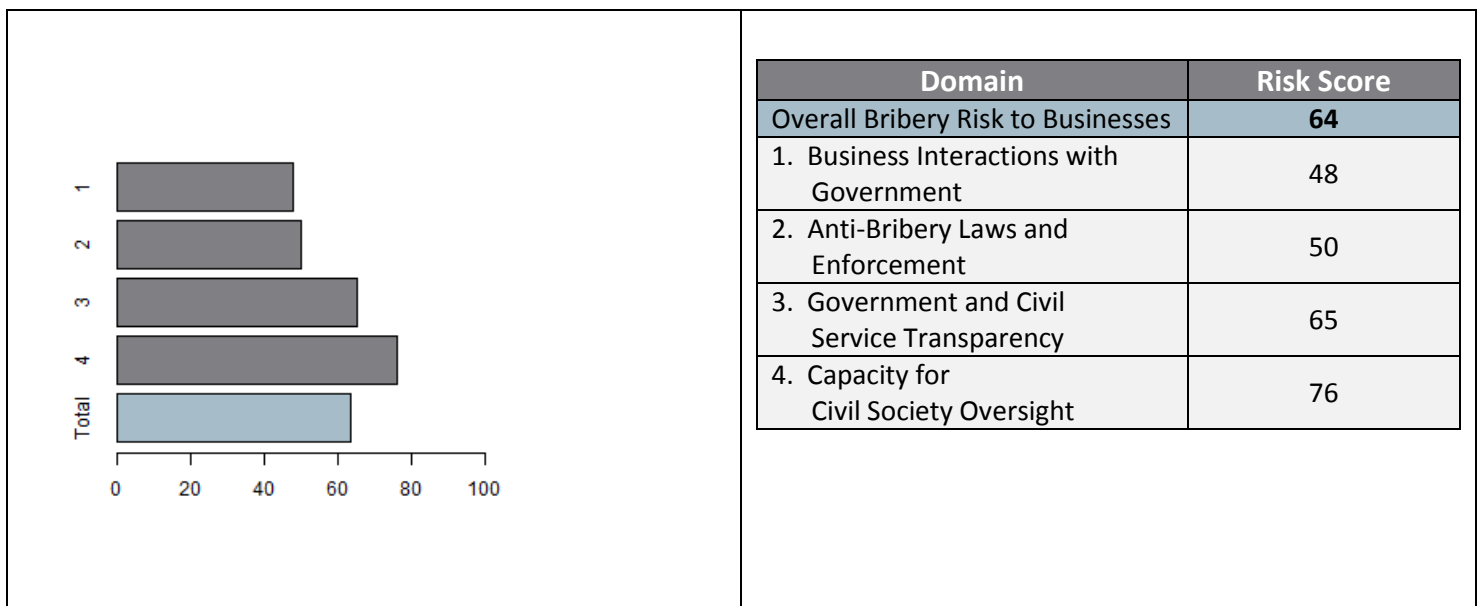 1
2
3
4
Total
0 20 40 60 80 100
Domain Risk Score
Overall Bribery Risk to Businesses 64
1. Business Interactions with
Government
48
2. Anti-Bribery Laws and
Enforcement
50
3. Government and Civil
Service Transparency
65
4. Capacity for
Civil Society Oversight
76